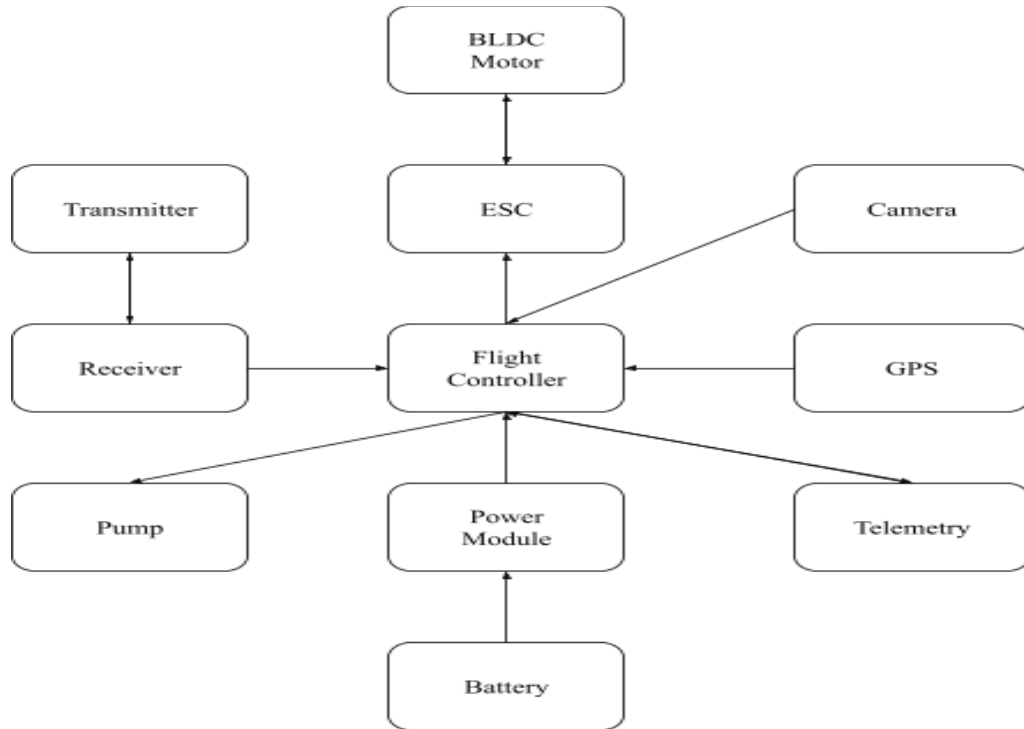 BLDC
Motor
Transmitter
ESC
Camera
Receiver
Flight
Controller
GPS
Pump
Power
Module
Telemetry
Battery